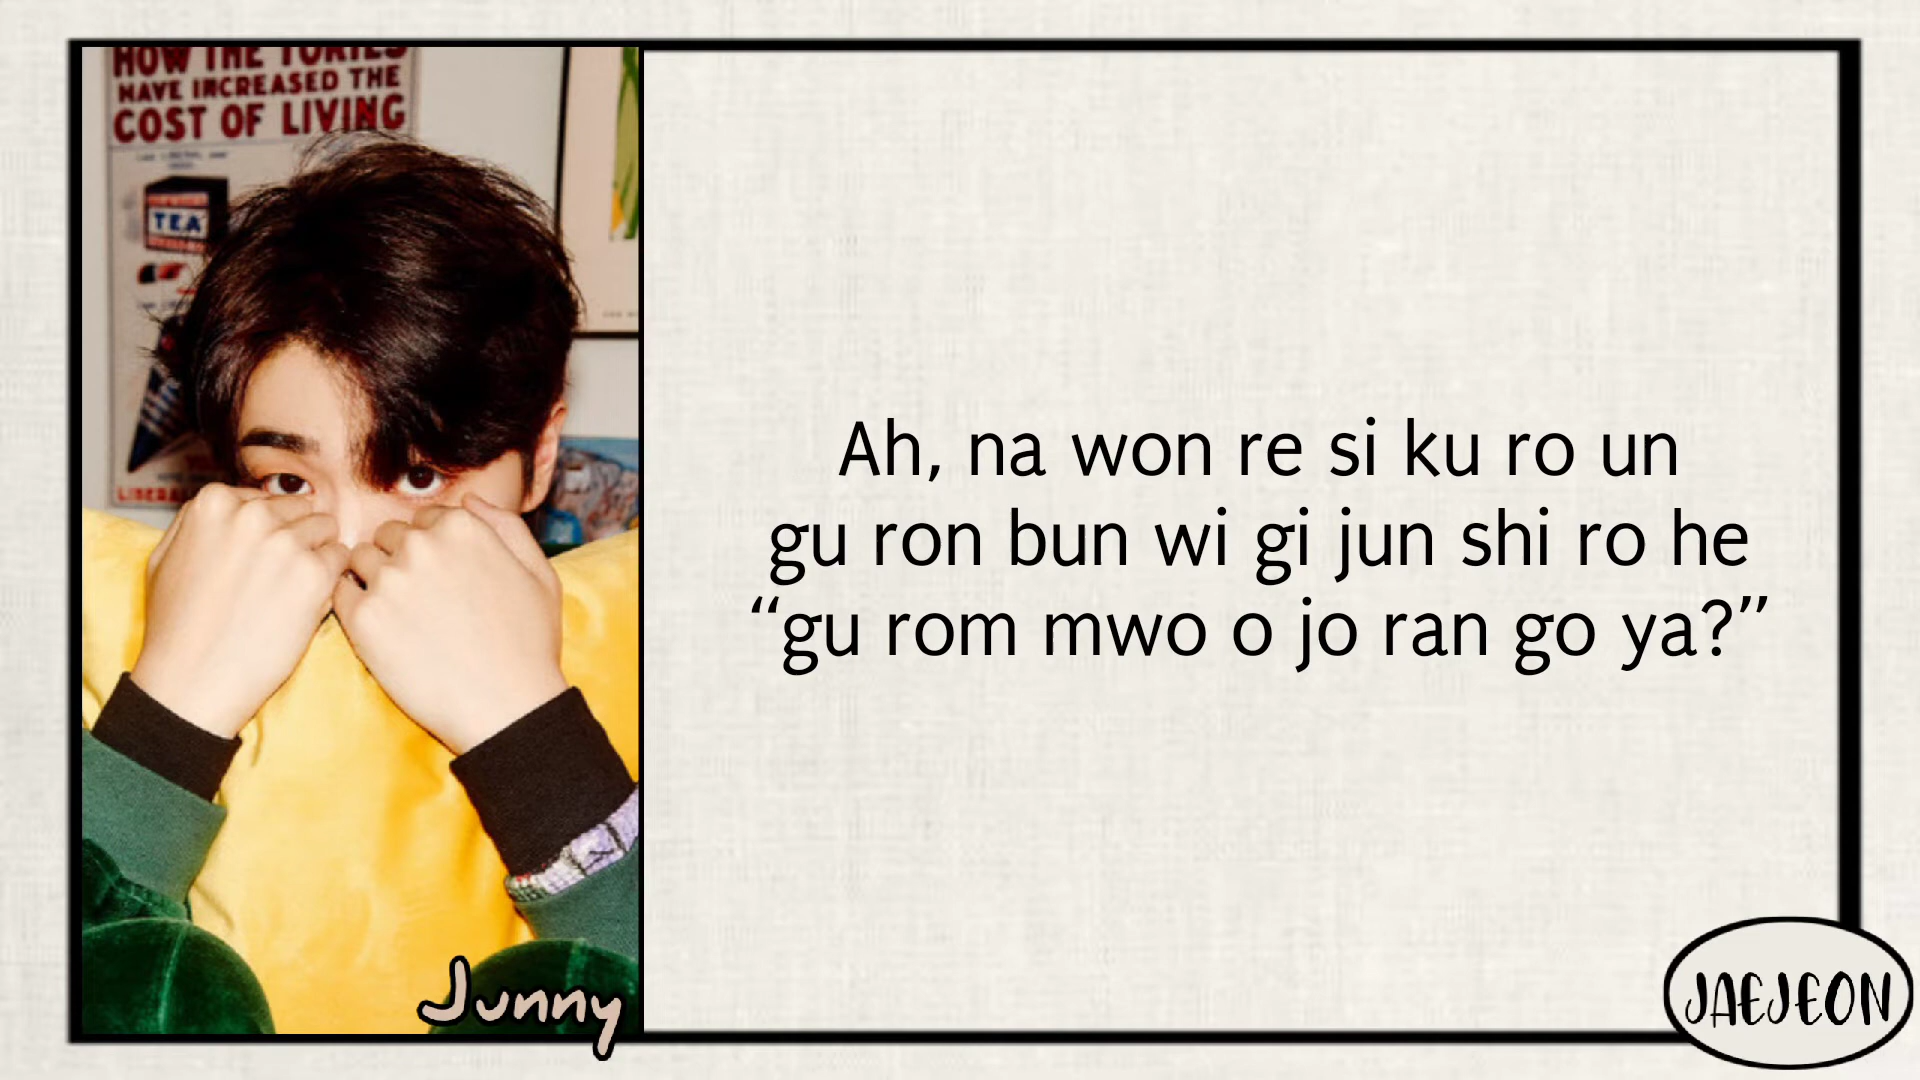 HOW THE TORIES
HAVE INCREASED THE
COST OF LIVING
TEA
LIBERAL
Ah, na won re si ku ro un
gu ron bun wi gi jun shi ro he
“gu rom mwo o jo ran go ya?”
Junny
JAEJEON